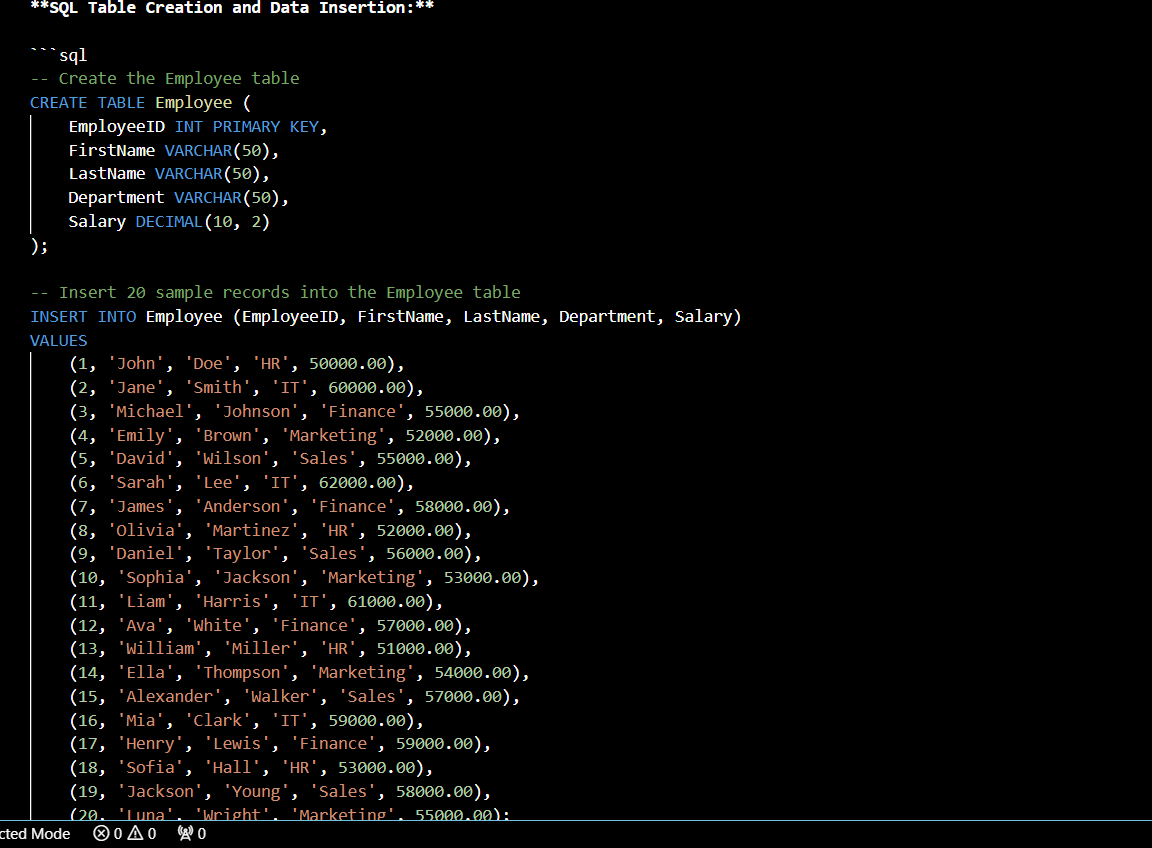 **SQL Table Creation and Data Insertion:**
```sql
-- Create the Employee table
CREATE TABLE Employee (
    EmployeeID INT PRIMARY KEY,
    FirstName VARCHAR(50),
    LastName VARCHAR(50),
    Department VARCHAR(50),
    Salary DECIMAL(10, 2)
);
-- Insert 20 sample records into the Employee table
INSERT INTO Employee (EmployeeID, FirstName, LastName, Department, Salary)
VALUES
    (1, 'John', 'Doe', 'HR', 50000.00),
    (2, 'Jane', 'Smith', 'IT', 60000.00),
    (3, 'Michael', 'Johnson', 'Finance', 55000.00),
    (4, 'Emily', 'Brown', 'Marketing', 52000.00),
    (5, 'David', 'Wilson', 'Sales', 55000.00),
    (6, 'Sarah', 'Lee', 'IT', 62000.00),
    (7, 'James', 'Anderson', 'Finance', 58000.00),
    (8, 'Olivia', 'Martinez', 'HR', 52000.00),
    (9, 'Daniel', 'Taylor', 'Sales', 56000.00),
    (10, 'Sophia', 'Jackson', 'Marketing', 53000.00),
    (11, 'Liam', 'Harris', 'IT', 61000.00),
    (12, 'Ava', 'White', 'Finance', 57000.00),
    (13, 'William', 'Miller', 'HR', 51000.00),
    (14, 'Ella', 'Thompson', 'Marketing', 54000.00),
    (15, 'Alexander', 'Walker', 'Sales', 57000.00),
    (16, 'Mia', 'Clark', 'IT', 59000.00),
    (17, 'Henry', 'Lewis', 'Finance', 59000.00),
    (18, 'Sofia', 'Hall', 'HR', 53000.00),
    (19, 'Jackson', 'Young', 'Sales', 58000.00),
    (20, 'Luna', 'Wright', 'Marketing', 55000.00);
cted Mode 0 0 0